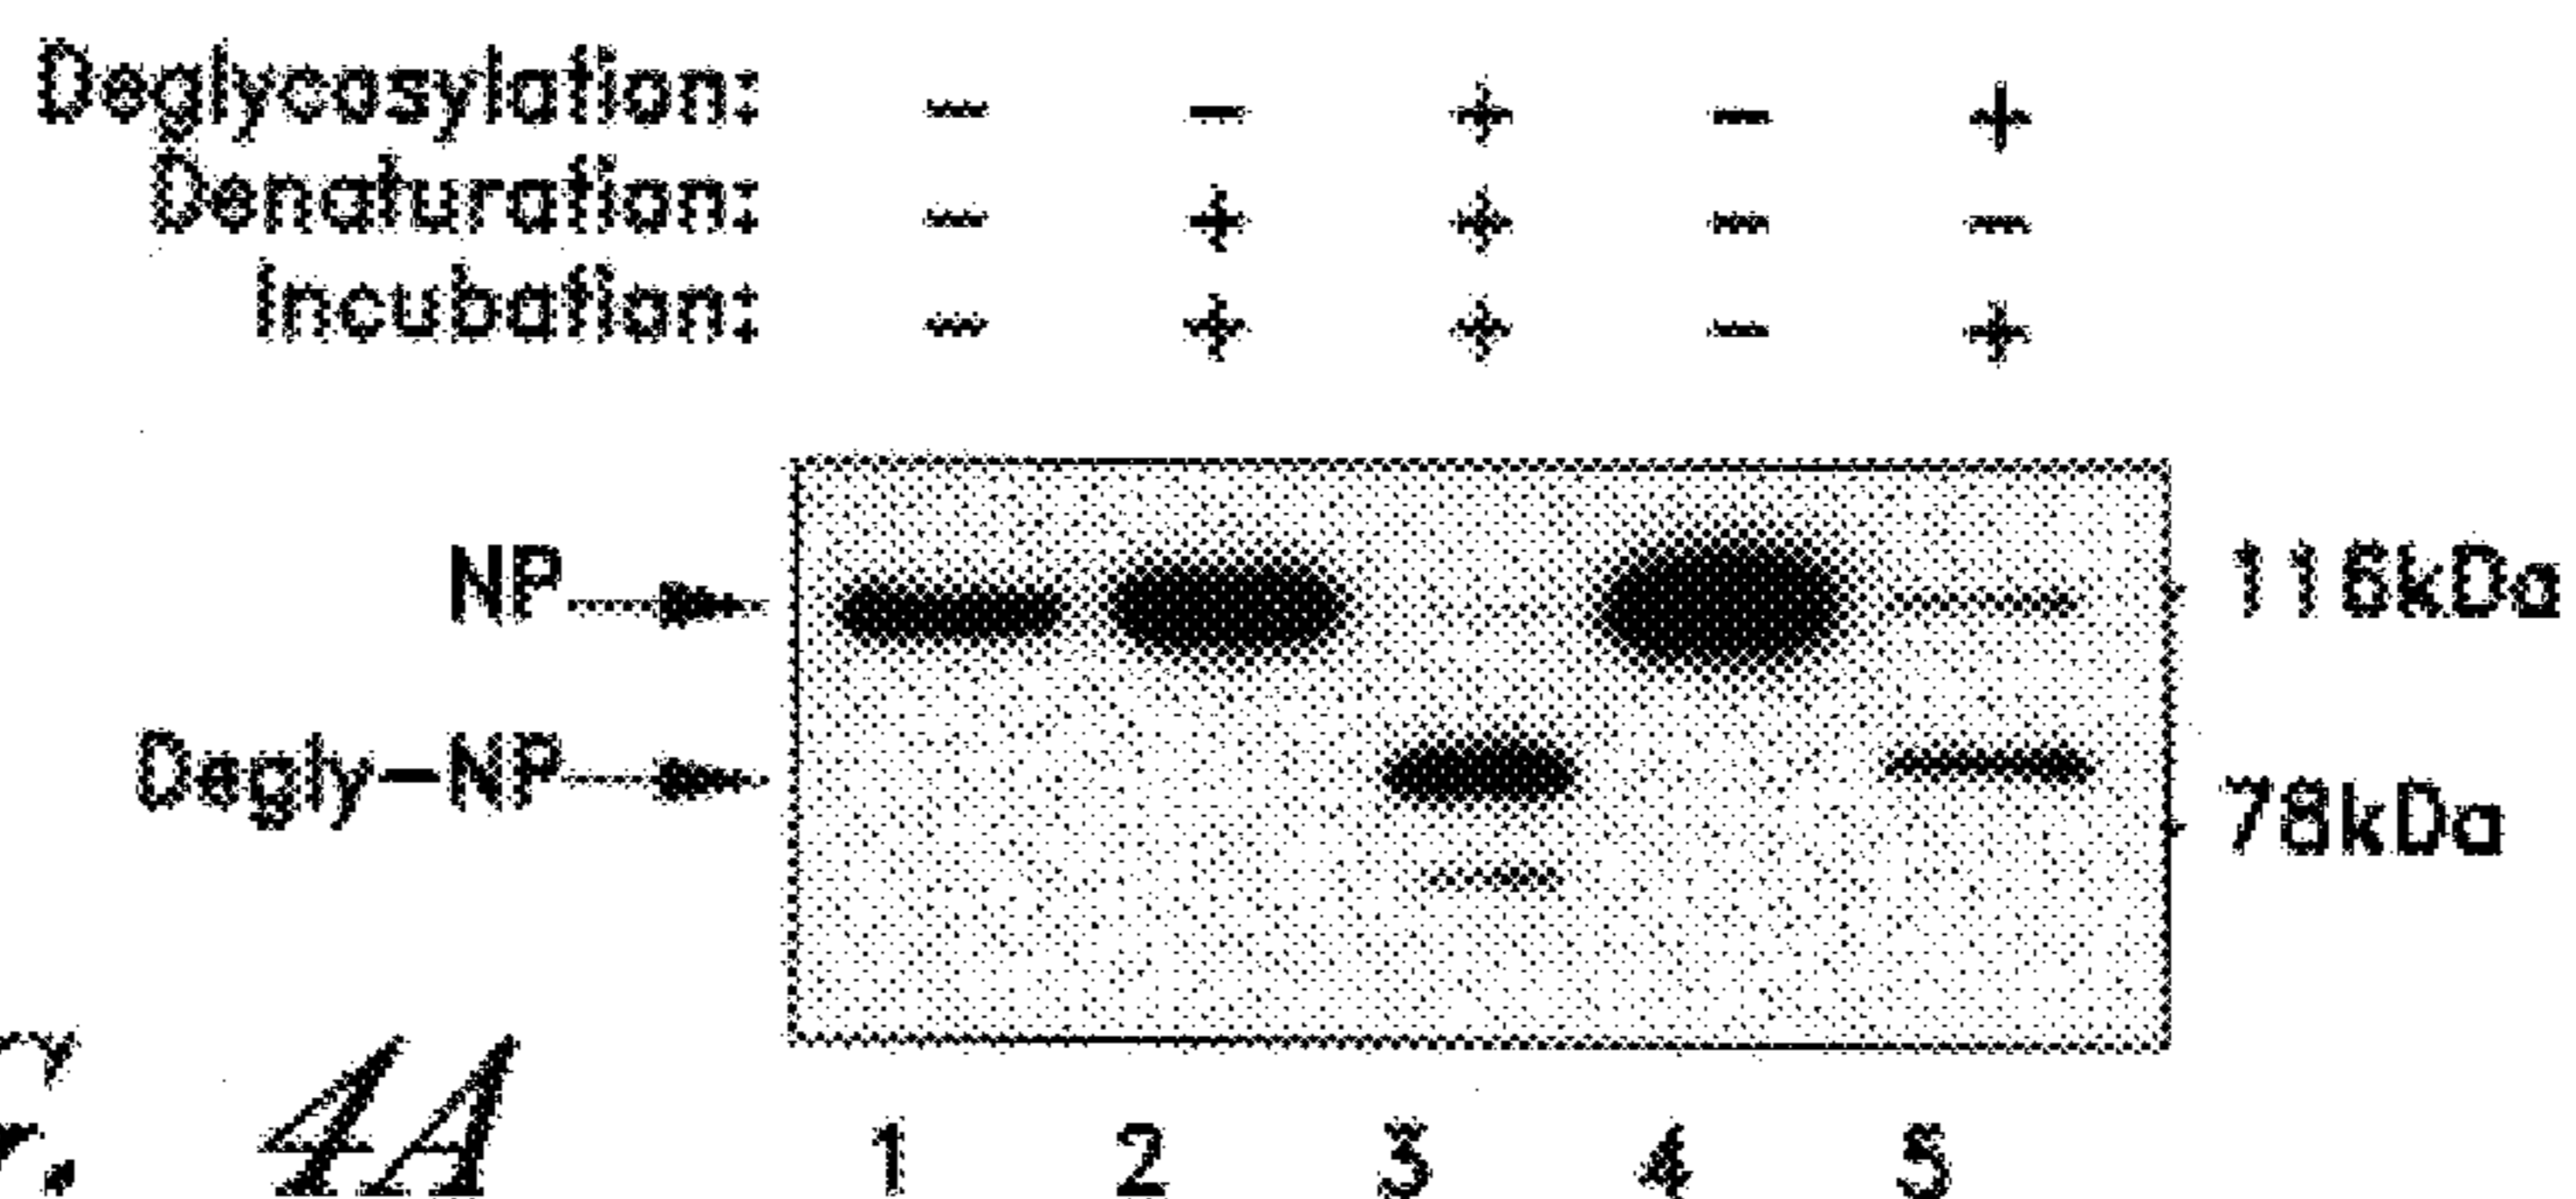 Deglycosylation: - - + - +
Denaturation: - + + - -
Incubation: - + + - +
NP 116kDa
Degly-NP 78kDa
4A
1 2 3 4 5